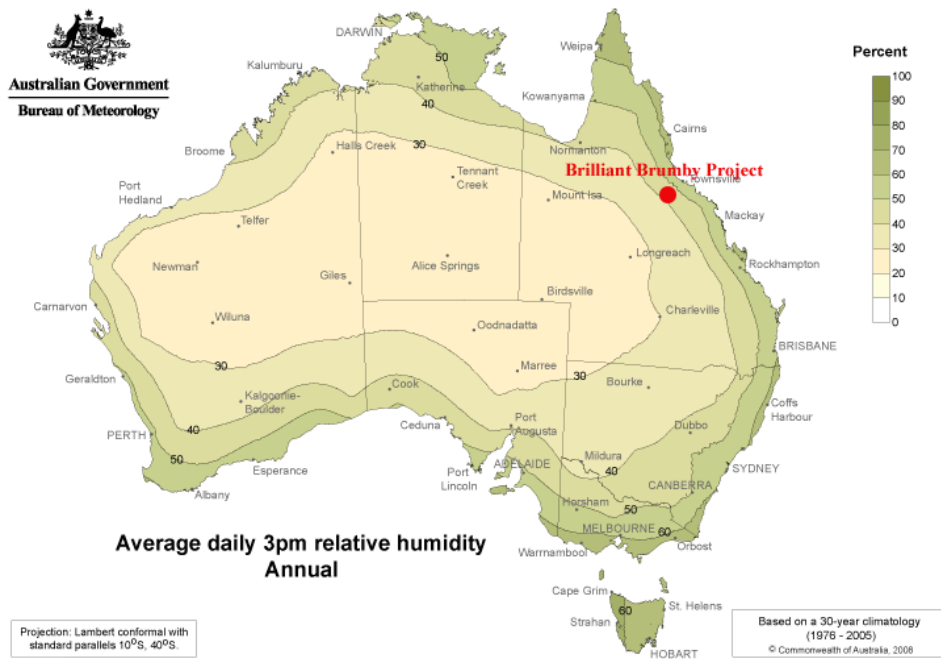 Australian Government
Bureau of Meteorology
DARWIN
Weipa
Percent
Kalumburu
50
Katherine
100
90
80
70
60
50
40
30
20
10
0
40
Kowanyama
Broome
Halls Creek
30
Normanton
Cairns
Brilliant Brumby Project
Townsville
Port
Hedland
Tennant
Creek
Mount Isa
Mackay
Telfer
Newman
Giles
Alice Springs
Longreach
Rockhampton
Carnarvon
Wiluna
Birdsville
Oodnadatta
Charleville
BRISBANE
Geraldton
30
Marree
30
Kalgoorlie-
Boulder
Cook
Bourke
Coffs
Harbour
PERTH
40
Ceduna
Port
Augusta
Dubbo
50
Esperance
Albany
Port
Lincoln
ADELAIDE
Mildura
40
SYDNEY
CANBERRA
Horsham
50
MELBOURNE
60
Orbost
Warrnambool
Average daily 3pm relative humidity
Annual
Cape Grim
60
St. Helens
Strahan
HOBART
Projection: Lambert conformal with
standard parallels 10⁰S, 40⁰S.
Based on a 30-year climatology
(1976 - 2005)
© Commonwealth of Australia, 2008